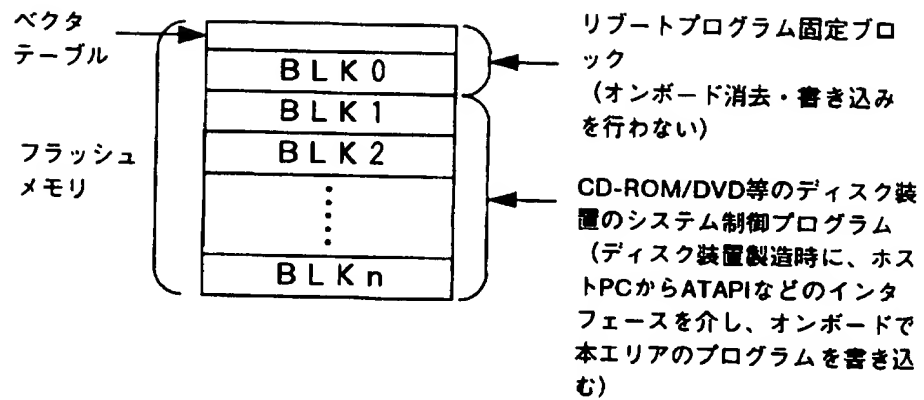 ベクタ
テーブル
フラッシュ
メモリ
BLK0
BLK1
BLK2
BLKn
リブートプログラム固定ブロ
ック
(オンボード消去・書き込み
を行わない)
CD-ROM/DVD等のディスク装
置のシステム制御プログラム
(ディスク装置製造時に、ホス
トPCからATAPIなどのインタ
フェースを介し、オンボードで
本エリアのプログラムを書き込
む)